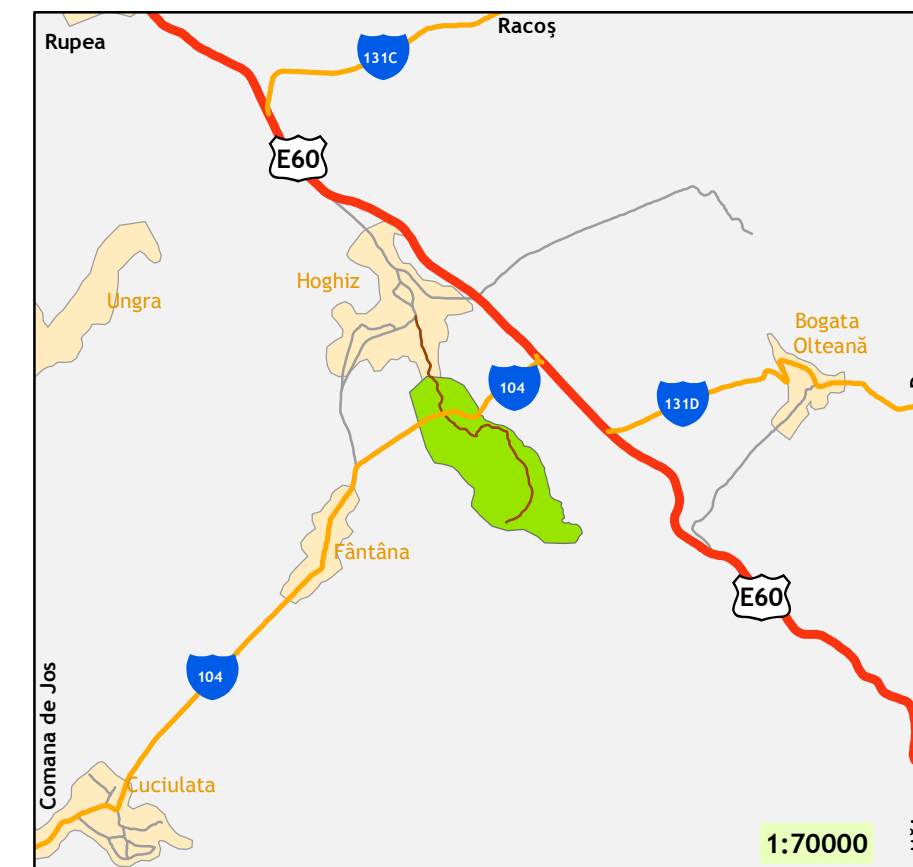 Rupea
Racoş
131C
E60
Hoghiz
Ungra
Bogata
Olteană
104
131D
Fântâna
E60
104
Comana de Jos
Cuciulata
1:70000